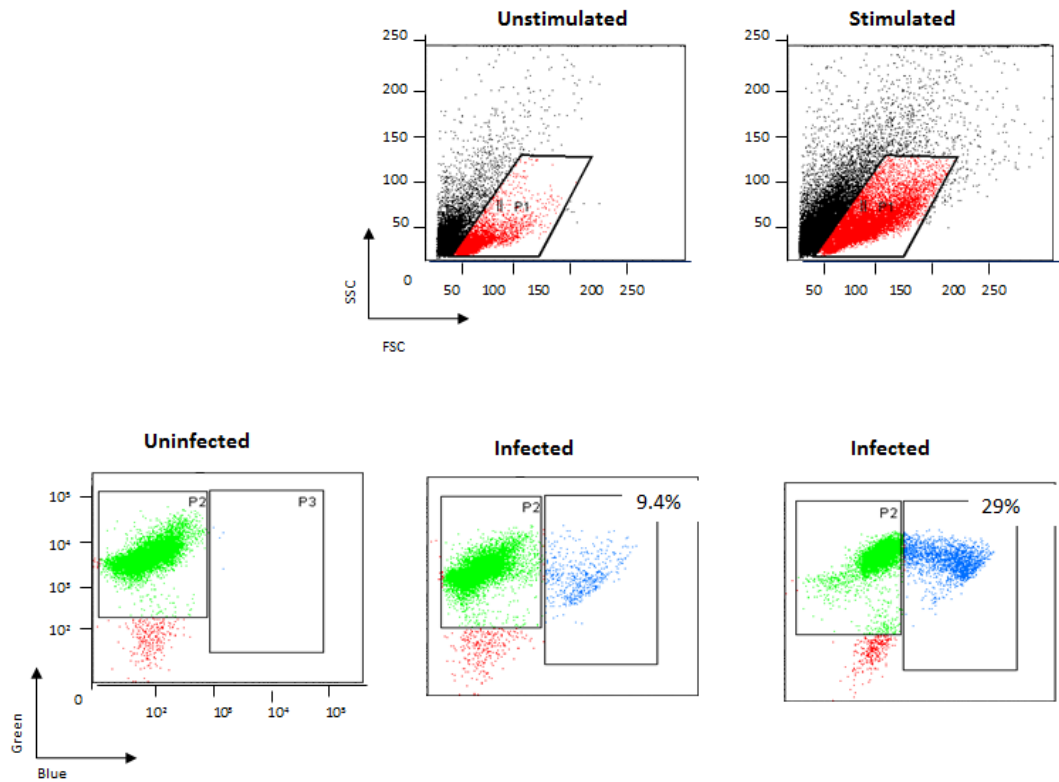 Unstimulated Stimulated
250 250
200 200
150 150
100 100
P1 P1
50 50
0
50 100 150 200 250 50 100 150 200 250
SSC
FSC
Uninfected Infected Infected
P2 P3 P2 9.4% P2 29%
10⁵
10⁴
10³
10²
0
10² 10³ 10⁴ 10⁵
Green
Blue